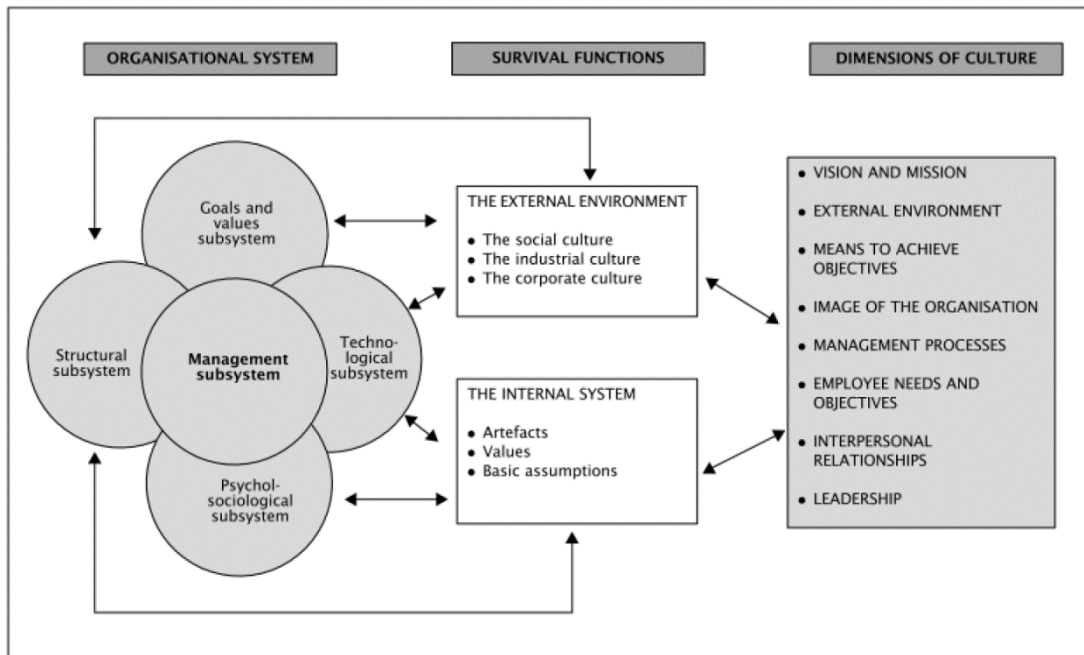 ORGANISATIONAL SYSTEM
SURVIVAL FUNCTIONS
DIMENSIONS OF CULTURE
Goals and
values
subsystem
Structural
subsystem
Management
subsystem
Techno-
logical
subsystem
Psychol-
sociological
subsystem
THE EXTERNAL ENVIRONMENT
● The social culture
● The industrial culture
● The corporate culture
THE INTERNAL SYSTEM
● Artefacts
● Values
● Basic assumptions
● VISION AND MISSION
● EXTERNAL ENVIRONMENT
● MEANS TO ACHIEVE
OBJECTIVES
● IMAGE OF THE ORGANISATION
● MANAGEMENT PROCESSES
● EMPLOYEE NEEDS AND
OBJECTIVES
● INTERPERSONAL
RELATIONSHIPS
● LEADERSHIP